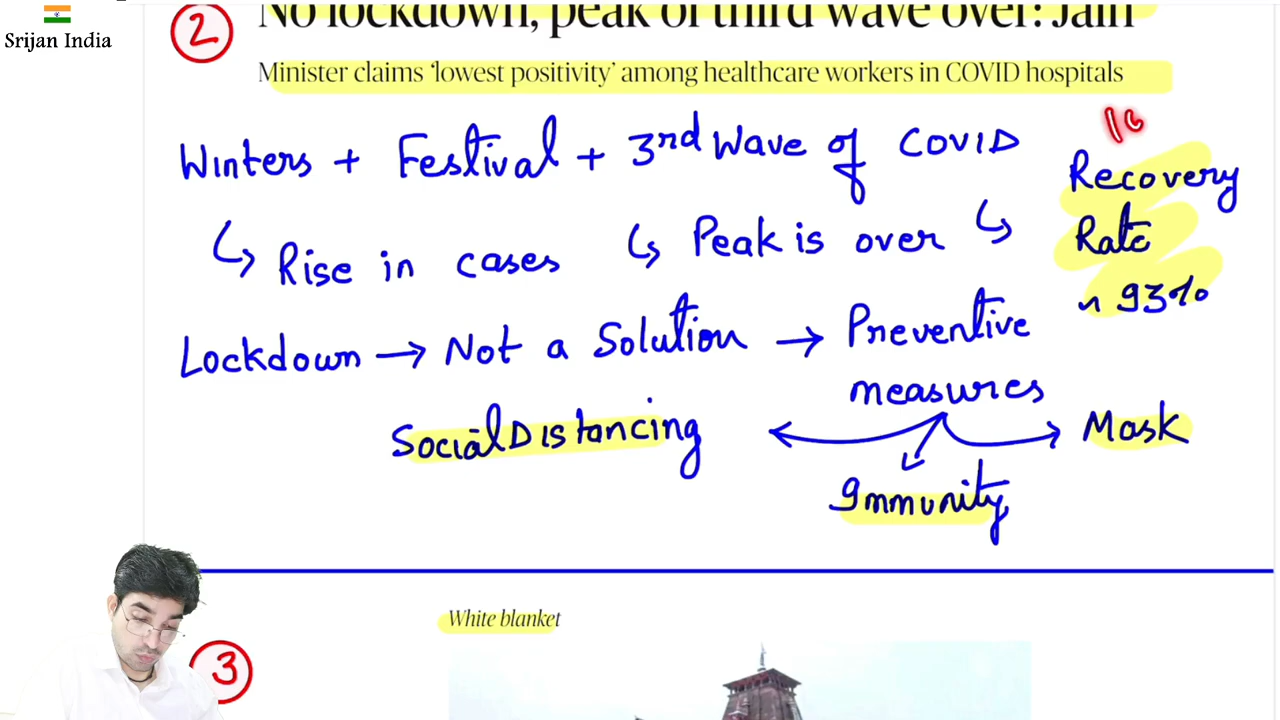 Srijan India
2
No lockdown, peak of third wave over: Jain
Minister claims ‘lowest positivity’ among healthcare workers in COVID hospitals
Winters + Festival + 3rd Wave of COVID
10
Recovery
Rate
~ 93%
↳ Rise in cases ↳ Peak is over ↳
Lockdown → Not a Solution → Preventive
measures
Social Distancing
Mask
Immunity
White blanket
3